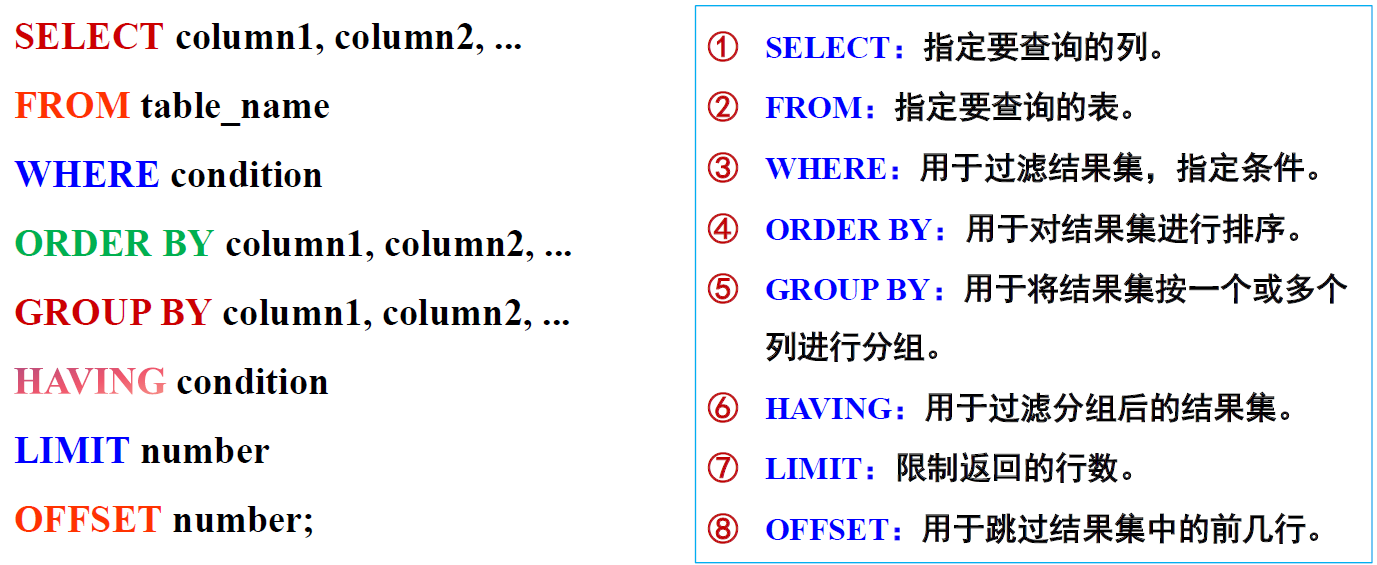 SELECT column1, column2, ...
FROM table_name
WHERE condition
ORDER BY column1, column2, ...
GROUP BY column1, column2, ...
HAVING condition
LIMIT number
OFFSET number;
① SELECT：指定要查询的列。
② FROM：指定要查询的表。
③ WHERE：用于过滤结果集，指定条件。
④ ORDER BY：用于对结果集进行排序。
⑤ GROUP BY：用于将结果集按一个或多个
列进行分组。
⑥ HAVING：用于过滤分组后的结果集。
⑦ LIMIT：限制返回的行数。
⑧ OFFSET：用于跳过结果集中的前几行。